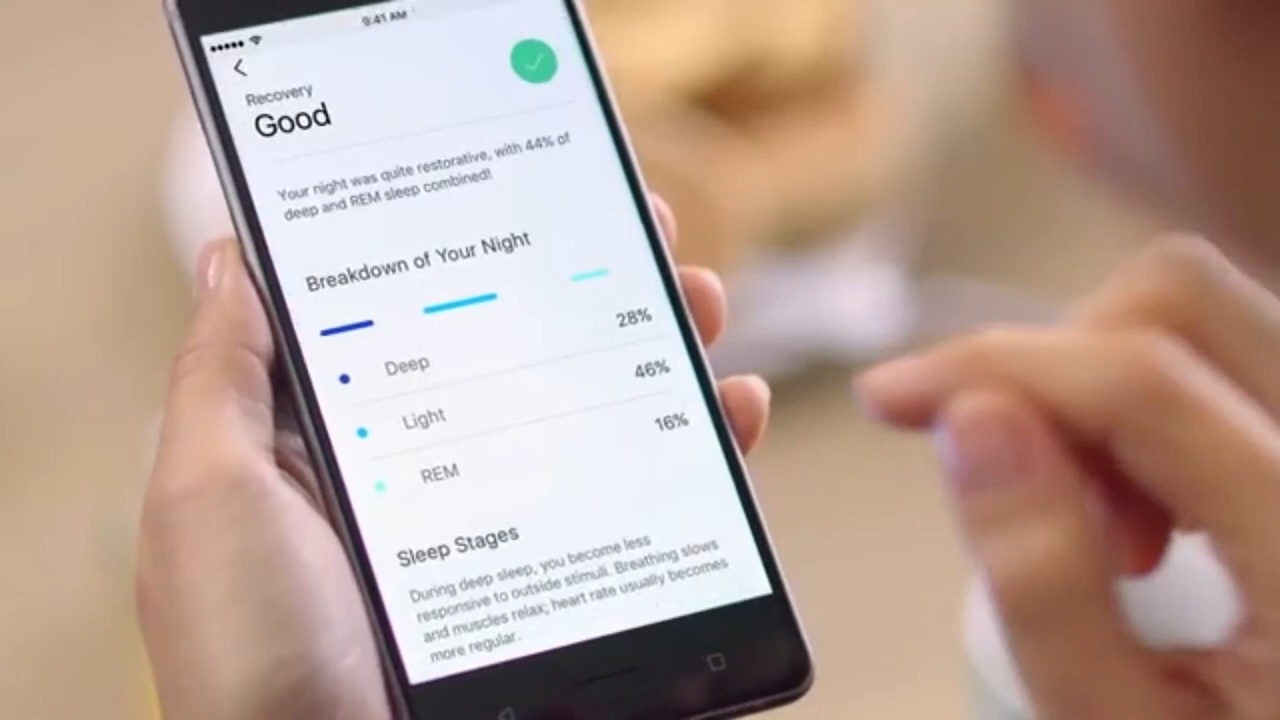 9:41 AM
Recovery
Good
Your night was quite restorative, with 44% of
deep and REM sleep combined!
Breakdown of Your Night
Deep 28%
Light 46%
REM 16%
Sleep Stages
During deep sleep, you become less
responsive to outside stimuli. Breathing slows
and muscles relax; heart rate usually becomes
more regular.